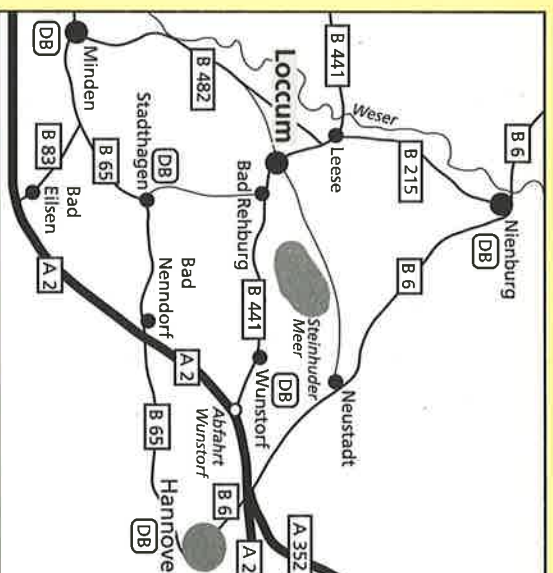 B 6
Nienburg
DB
B 441
Weser
Leese
B 215
B 6
Loccum
B 482
Bad Rehburg
Steinhuder
Meer
Neustadt
B 441
Wunstorf
DB
Minden
DB
Stadthagen
DB
B 65
B 83
Bad
Eilsen
Bad
Nenndorf
A 2
A 2
Abfahrt
Wunstorf
B 65
B 6
Hannove
DB
A 2
A 352